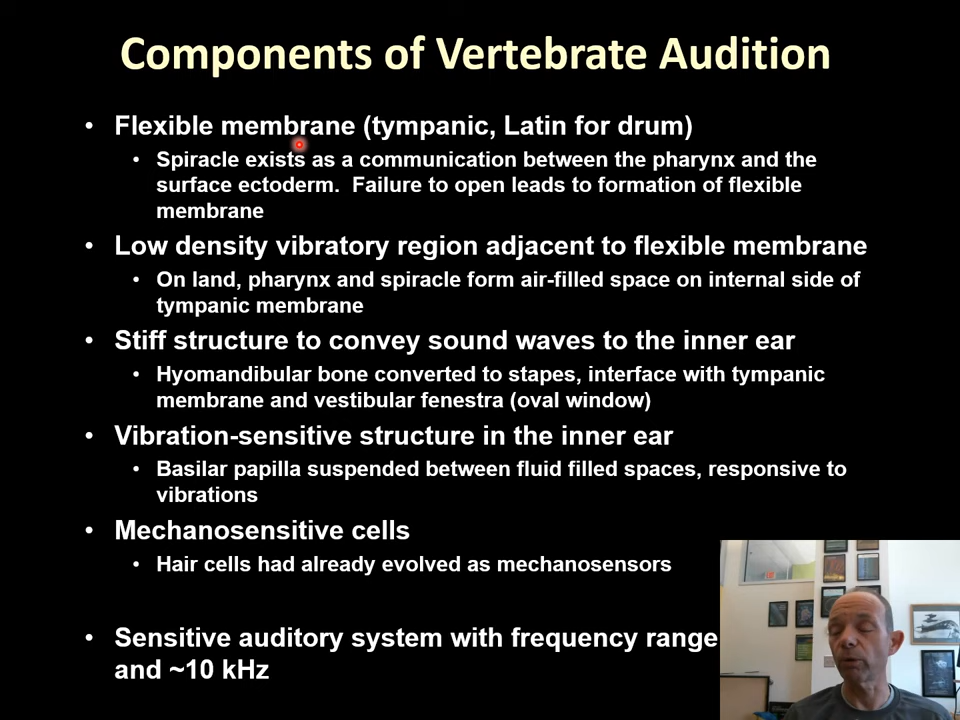 Components of Vertebrate Audition
• Flexible membrane (tympanic, Latin for drum)
• Spiracle exists as a communication between the pharynx and the
surface ectoderm. Failure to open leads to formation of flexible
membrane
• Low density vibratory region adjacent to flexible membrane
• On land, pharynx and spiracle form air-filled space on internal side of
tympanic membrane
• Stiff structure to convey sound waves to the inner ear
• Hyomandibular bone converted to stapes, interface with tympanic
membrane and vestibular fenestra (oval window)
• Vibration-sensitive structure in the inner ear
• Basilar papilla suspended between fluid filled spaces, responsive to
vibrations
• Mechanosensitive cells
• Hair cells had already evolved as mechanosensors
• Sensitive auditory system with frequency range
and ~10 kHz